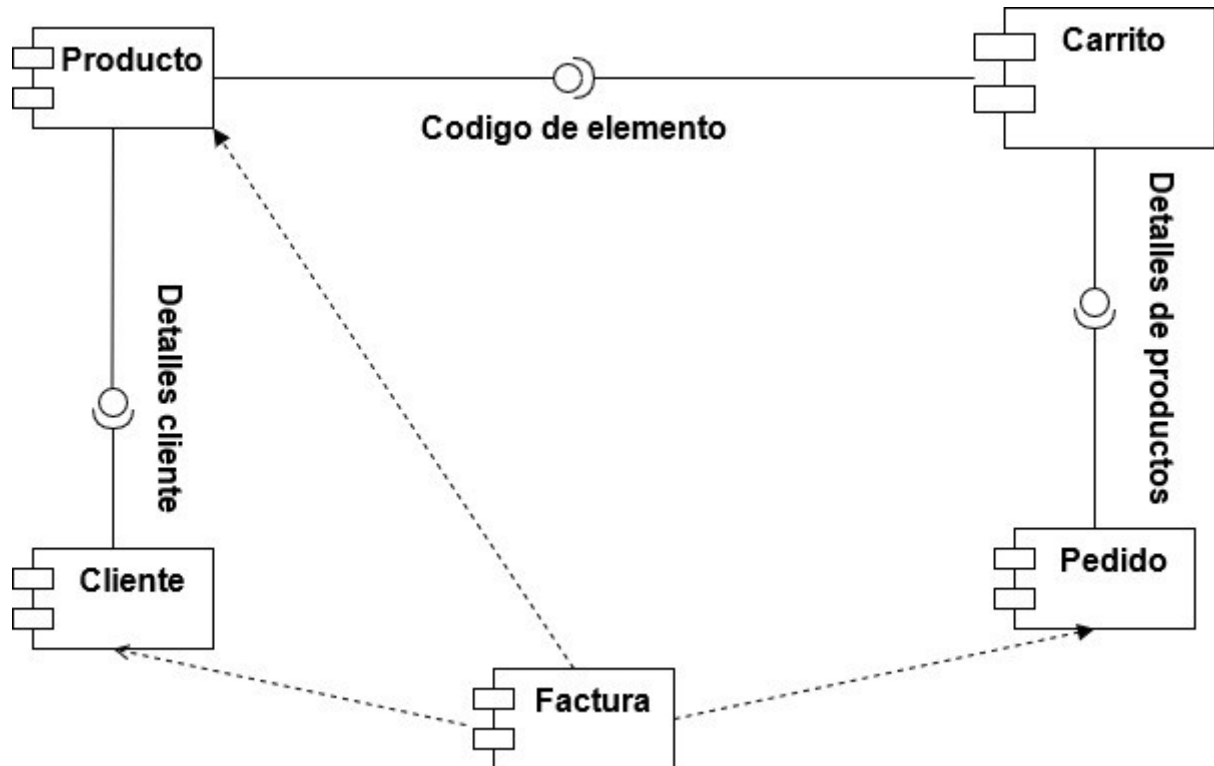 Producto
Carrito
Codigo de elemento
Detalles de productos
Detalles cliente
Cliente
Pedido
Factura